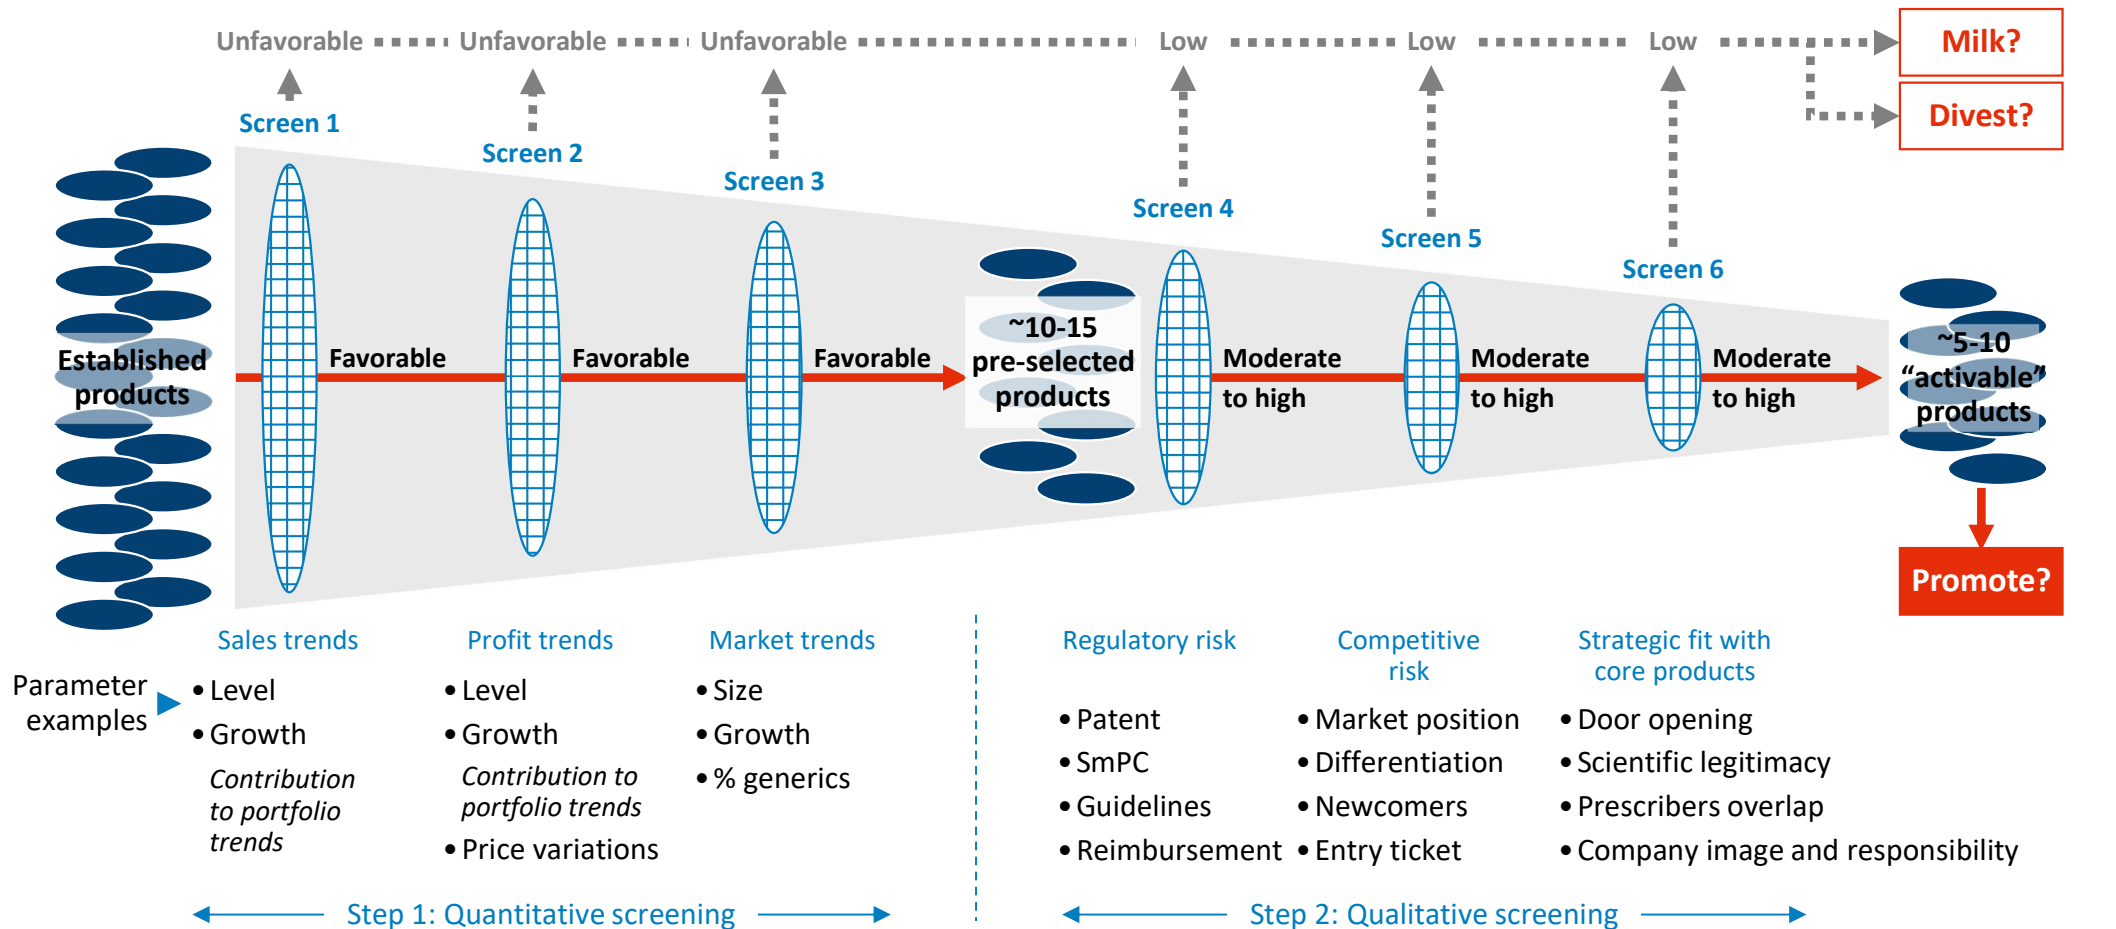 Unfavorable
Unfavorable
Unfavorable
Low
Low
Low
Milk?
Divest?
Screen 1
Screen 2
Screen 3
Screen 4
Screen 5
Screen 6
Established
products
Favorable
Favorable
Favorable
~10-15
pre-selected
products
Moderate
to high
Moderate
to high
Moderate
to high
~5-10
“activable”
products
Promote?
Parameter
examples
Sales trends
• Level
• Growth
Contribution
to portfolio
trends
Profit trends
• Level
• Growth
Contribution to
portfolio trends
• Price variations
Market trends
• Size
• Growth
• % generics
Regulatory risk
• Patent
• SmPC
• Guidelines
• Reimbursement
Competitive
risk
• Market position
• Differentiation
• Newcomers
• Entry ticket
Strategic fit with
core products
• Door opening
• Scientific legitimacy
• Prescribers overlap
• Company image and responsibility
Step 1: Quantitative screening
Step 2: Qualitative screening